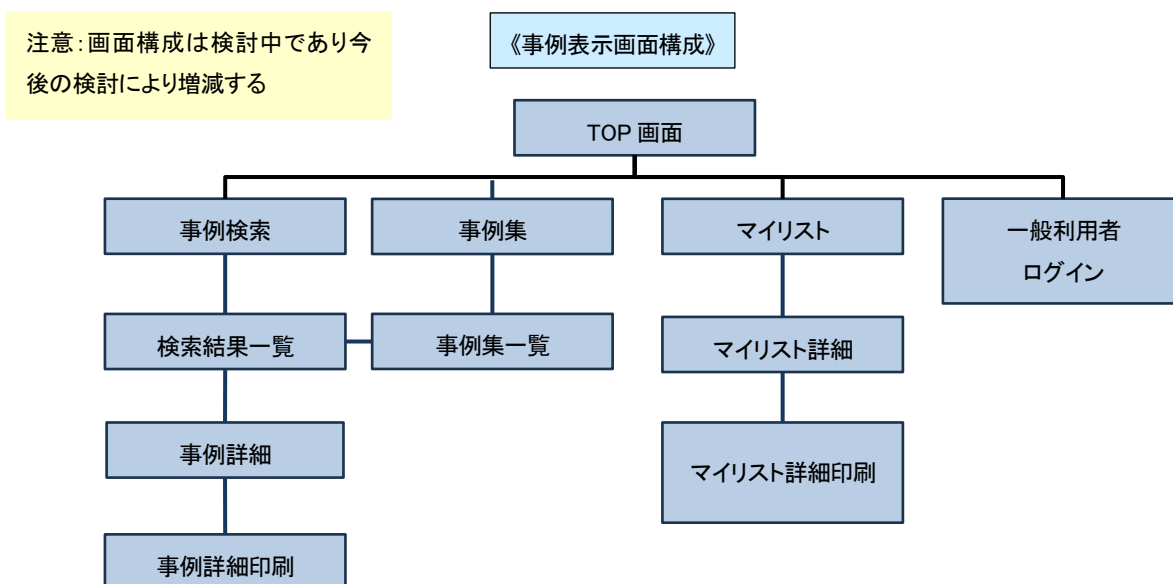 注意：画面構成は検討中であり今
後の検討により増減する
《事例表示画面構成》
TOP 画面
事例検索
事例集
マイリスト
一般利用者
ログイン
検索結果一覧
事例集一覧
マイリスト詳細
事例詳細
マイリスト詳細印刷
事例詳細印刷